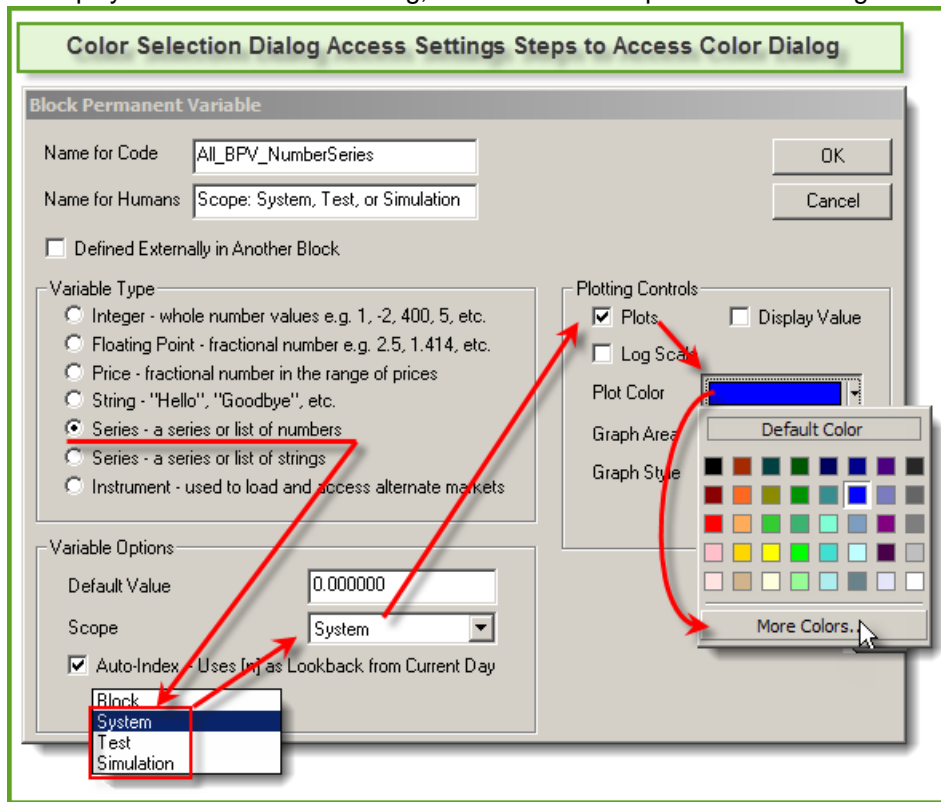 Color Selection Dialog Access Settings Steps to Access Color Dialog
Block Permanent Variable
Name for Code All_BPV_NumberSeries OK
Name for Humans Scope: System, Test, or Simulation Cancel
Defined Externally in Another Block
Variable Type
Integer - whole number values e.g. 1, -2, 400, 5, etc.
Floating Point - fractional number e.g. 2.5, 1.414, etc.
Price - fractional number in the range of prices
String - "Hello", "Goodbye", etc.
Series - a series or list of numbers
Series - a series or list of strings
Instrument - used to load and access alternate markets
Plotting Controls
Plots Display Value
Log Scale
Plot Color
Graph Area
Graph Style
Default Color
More Colors...
Variable Options
Default Value 0.000000
Scope System
Auto-Index - Uses [n] as Lookback from Current Day
Block
System
Test
Simulation